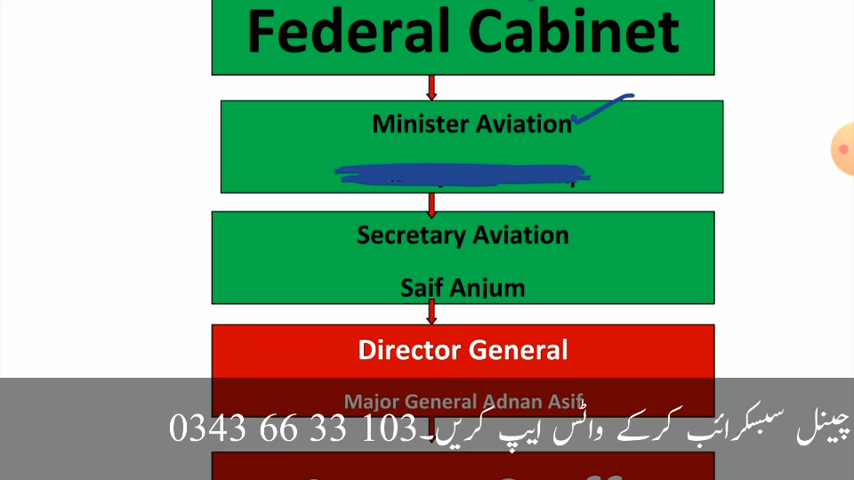 Federal Cabinet
Minister Aviation
Secretary Aviation
Saif Anjum
Director General
Major General Adnan Asif
چینل سبسکرائب کرکے واٹس ایپ کریں۔103 33 66 0343